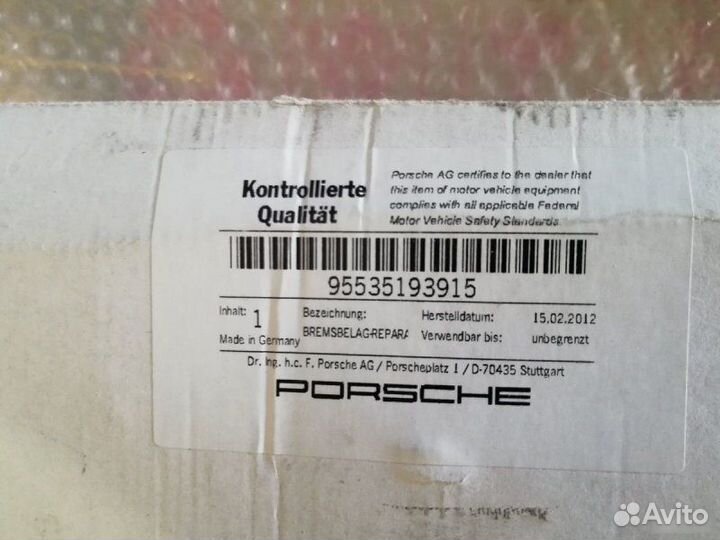 Kontrollierte
Qualität
Porsche AG certifies to the dealer that
this item of motor vehicle equipment
complies with all applicable Federal
Motor Vehicle Safety Standards
95535193915
Inhalt: 1 Bezeichnung: Herstelldatum: 15.02.2012
Made in Germany BREMSBELAG-REPARA Verwendbar bis: unbegrenzt
Dr. Ing. h.c. F. Porsche AG / Porscheplatz 1 / D-70435 Stuttgart
PORSCHE
Avito